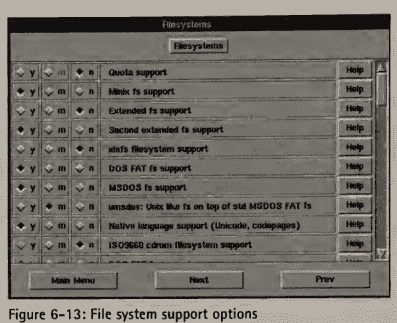 Filesystems
Filesystems
y m n Quota support Help
y m n Minix fs support Help
y m n Extended fs support Help
y m n Second extended fs support Help
y m n xiafs filesystem support Help
y m n DOS FAT fs support Help
y m n MSDOS fs support Help
y m n umsdos: Unix like fs on top of std MSDOS FAT fs Help
y m n Native language support (Unicode, codepages) Help
y m n ISO9660 cdrom filesystem support Help
Main Menu Next Prev
Figure 6-13: File system support options